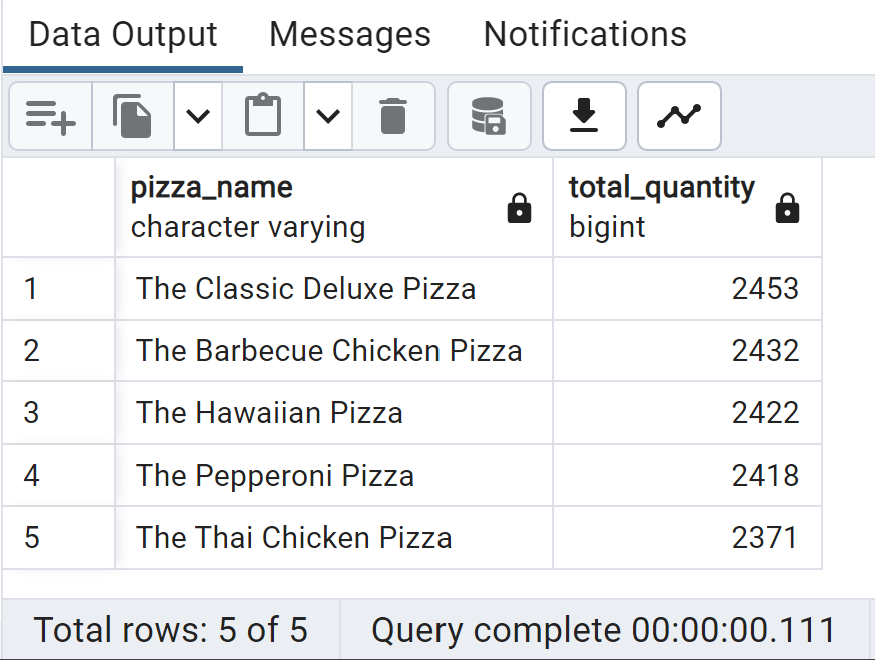 Data Output Messages Notifications
pizza_name total_quantity
character varying bigint
1 The Classic Deluxe Pizza 2453
2 The Barbecue Chicken Pizza 2432
3 The Hawaiian Pizza 2422
4 The Pepperoni Pizza 2418
5 The Thai Chicken Pizza 2371
Total rows: 5 of 5 Query complete 00:00:00.111